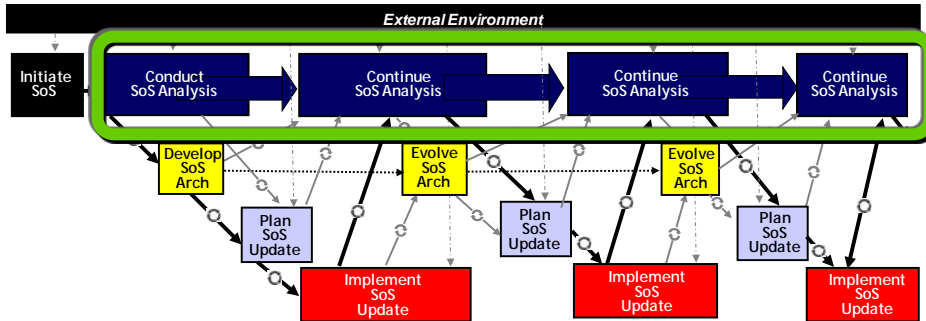 External Environment
Initiate
SoS
Conduct
SoS Analysis
Continue
SoS Analysis
Continue
SoS Analysis
Continue
SoS Analysis
Develop
SoS
Arch
Evolve
SoS
Arch
Evolve
SoS
Arch
Plan
SoS
Update
Plan
SoS
Update
Plan
SoS
Update
Implement
SoS
Update
Implement
SoS
Update
Implement
SoS
Update